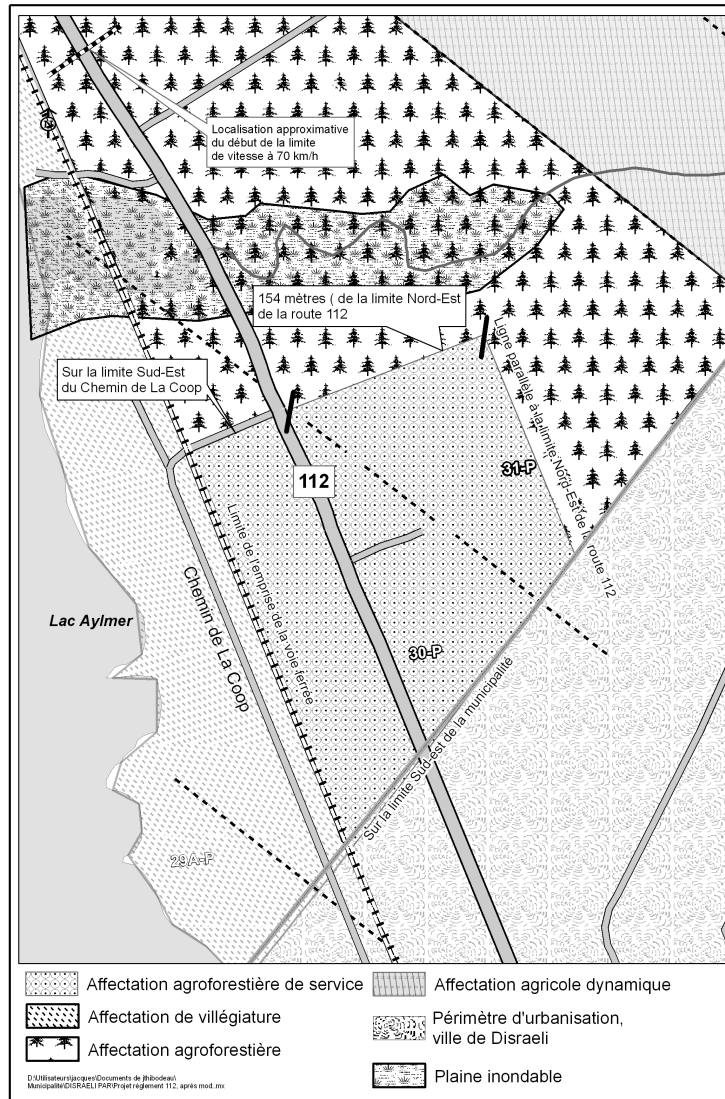 Localisation approximative
du début de la limite
de vitesse à 70 km/h
154 mètres ( de la limite Nord-Est
de la route 112
Sur la limite Sud-Est
du Chemin de La Coop
Ligne parallèle à la limite Nord-Est de la route 112
31-P
112
Limite de l'emprise de la voie ferrée
Chemin de La Coop
Lac Aylmer
30-P
Sur la limite Sud-est de la municipalité
29A-P
Affectation agroforestière de service
Affectation de villégiature
Affectation agroforestière
Affectation agricole dynamique
Périmètre d'urbanisation,
ville de Disraeli
Plaine inondable
D:\Utilisateurs\jacques\Documents de jthibodeau\
Municipalité\DISRAELI PAR\Projet règlement 112, après mod..mx